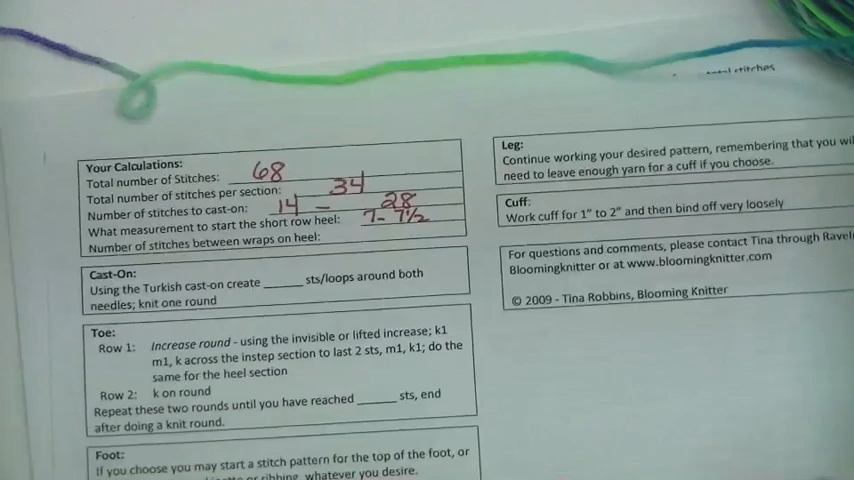 stitches
Your Calculations:
Total number of Stitches: 68
Total number of stitches per section: 34
Number of stitches to cast-on: 14 - 28
What measurement to start the short row heel: 7- 7 1/2
Number of stitches between wraps on heel:
Cast-On:
Using the Turkish cast-on create ______ sts/loops around both
needles; knit one round
Toe:
Row 1: Increase round - using the invisible or lifted increase; k1
m1, k across the instep section to last 2 sts, m1, k1; do the
same for the heel section
Row 2: k on round
Repeat these two rounds until you have reached ______ sts, end
after doing a knit round.
Foot:
If you choose you may start a stitch pattern for the top of the foot, or
or ribbing, whatever you desire.
Leg:
Continue working your desired pattern, remembering that you
need to leave enough yarn for a cuff if you choose.
Cuff:
Work cuff for 1" to 2" and then bind off very loosely
For questions and comments, please contact Tina through
Bloomingknitter or at www.bloomingknitter.com
© 2009 - Tina Robbins, Blooming Knitter